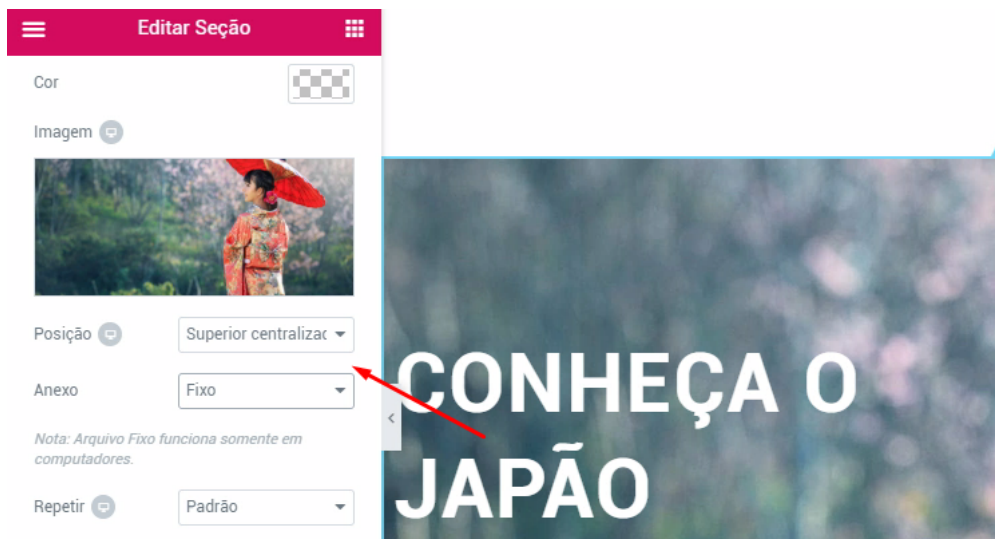 Editar Seção
Cor
Imagem
Posição Superior centralizac
Anexo Fixo
Nota: Arquivo Fixo funciona somente em
computadores.
Repetir Padrão
CONHEÇA O
JAPÃO